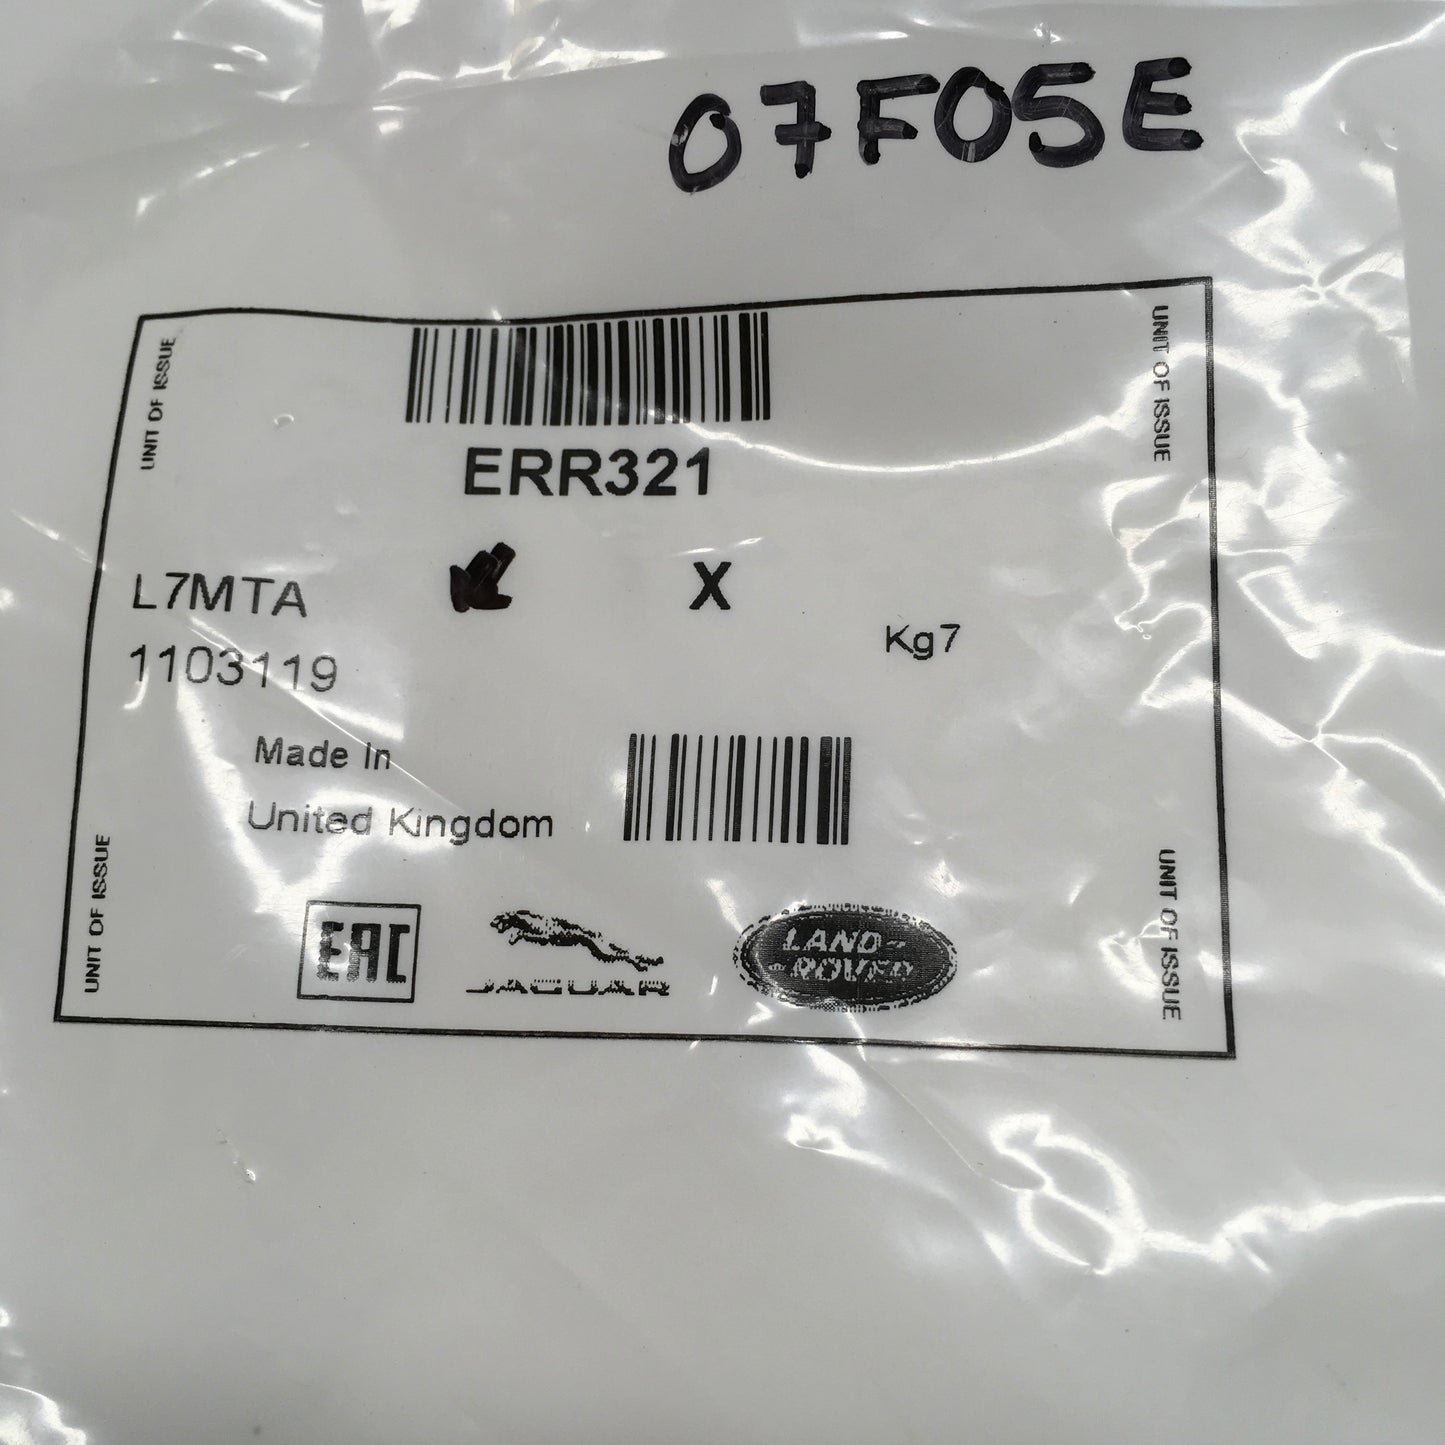 07F05E
UNIT OF ISSUE
UNIT OF ISSUE
ERR321
X
L7MTA
Kg7
1103119
Made In
United Kingdom
UNIT OF ISSUE
UNIT OF ISSUE
EAC
JAGUAR
LAND-
ROVER